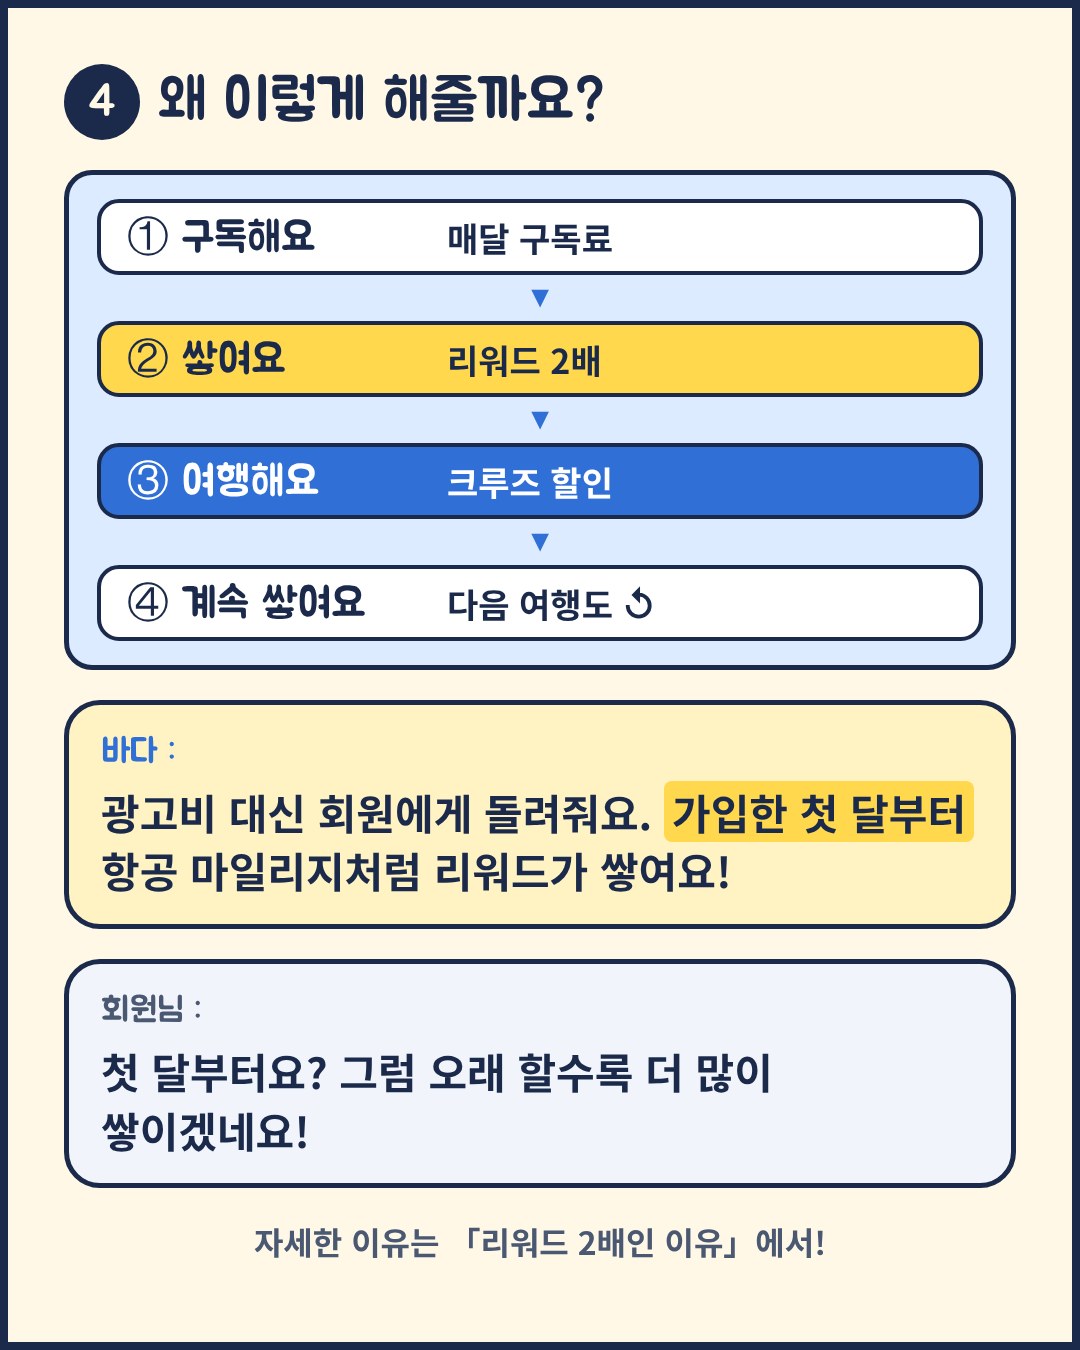 4 왜 이렇게 해줄까요?
① 구독해요 매달 구독료
▼
② 쌓여요 리워드 2배
▼
③ 여행해요 크루즈 할인
▼
④ 계속 쌓여요 다음 여행도 ↺
바다 :
광고비 대신 회원에게 돌려줘요. 가입한 첫 달부터
항공 마일리지처럼 리워드가 쌓여요!
회원님 :
첫 달부터요? 그럼 오래 할수록 더 많이
쌓이겠네요!
자세한 이유는 「리워드 2배인 이유」에서!